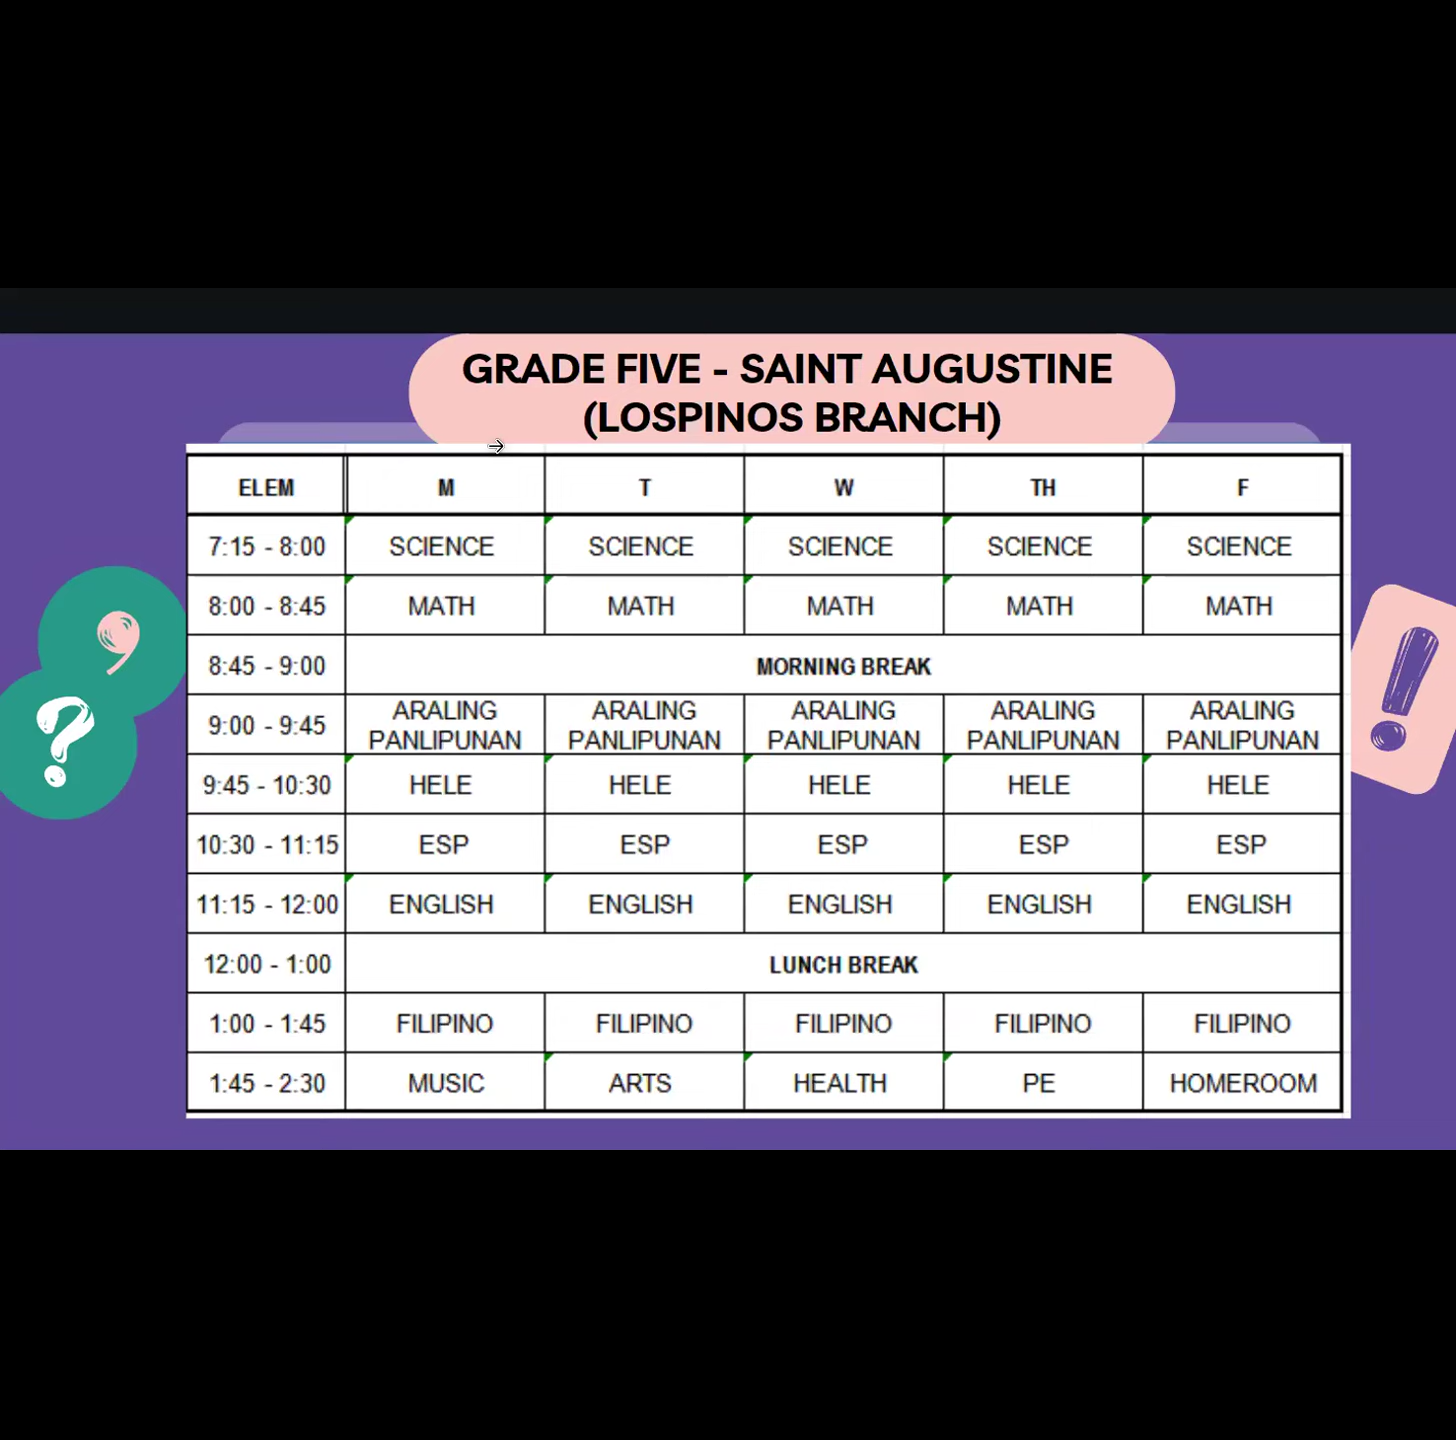 GRADE FIVE - SAINT AUGUSTINE
(LOSPINOS BRANCH)
ELEM M T W TH F
7:15 - 8:00 SCIENCE SCIENCE SCIENCE SCIENCE SCIENCE
8:00 - 8:45 MATH MATH MATH MATH MATH
8:45 - 9:00 MORNING BREAK
9:00 - 9:45 ARALING PANLIPUNAN ARALING PANLIPUNAN ARALING PANLIPUNAN ARALING PANLIPUNAN ARALING PANLIPUNAN
9:45 - 10:30 HELE HELE HELE HELE HELE
10:30 - 11:15 ESP ESP ESP ESP ESP
11:15 - 12:00 ENGLISH ENGLISH ENGLISH ENGLISH ENGLISH
12:00 - 1:00 LUNCH BREAK
1:00 - 1:45 FILIPINO FILIPINO FILIPINO FILIPINO FILIPINO
1:45 - 2:30 MUSIC ARTS HEALTH PE HOMEROOM
,
?
!